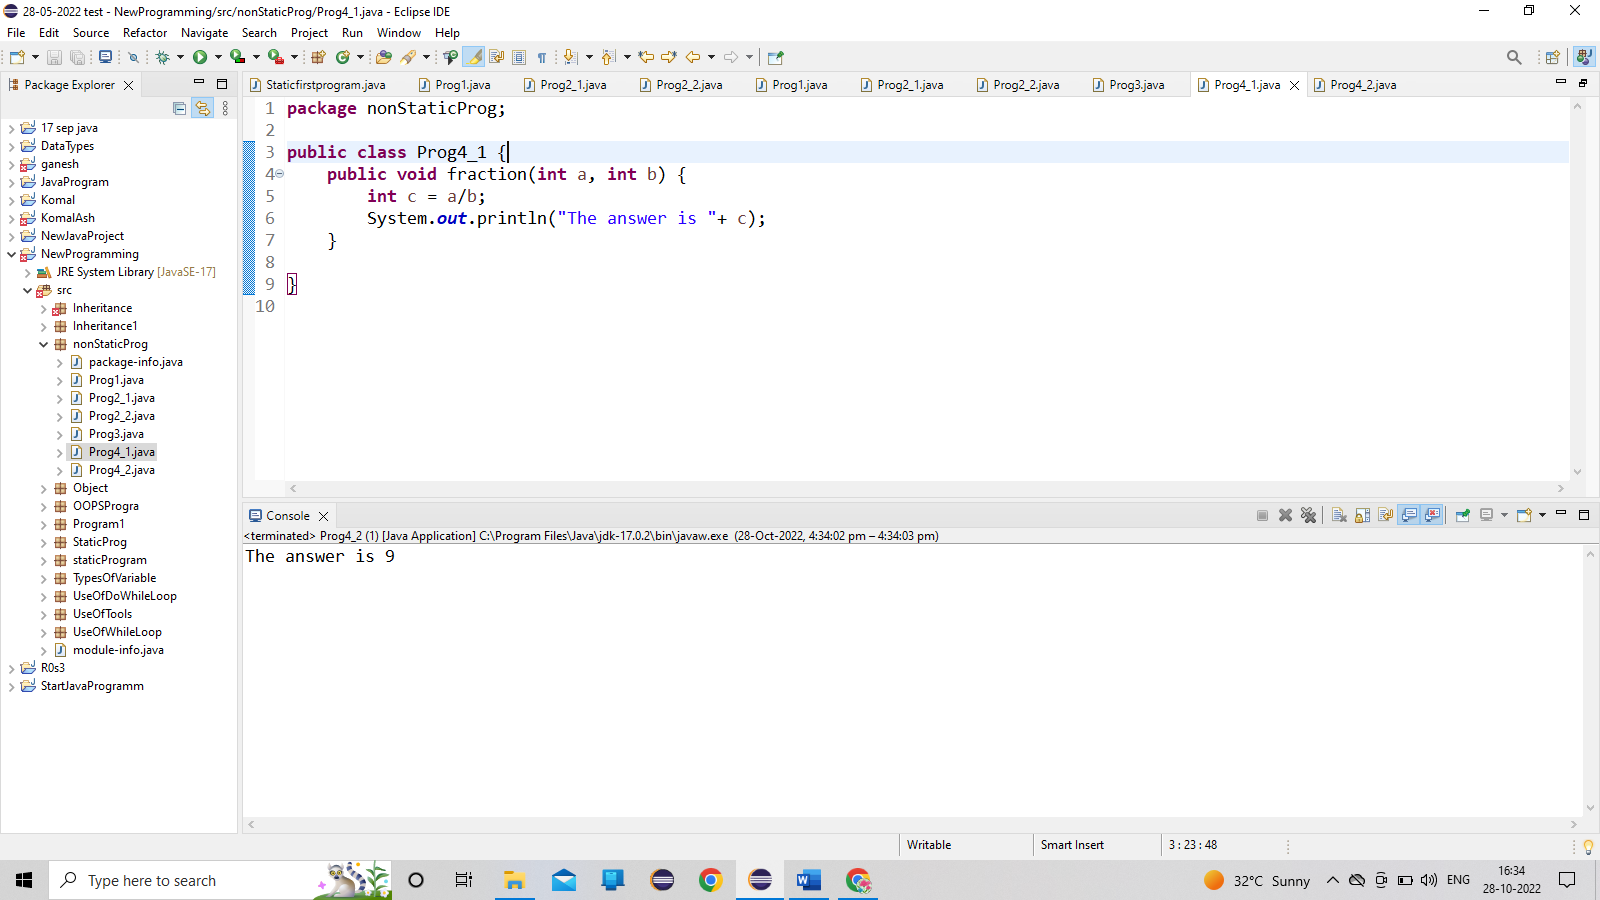 28-05-2022 test - NewProgramming/src/nonStaticProg/Prog4_1.java - Eclipse IDE
File Edit Source Refactor Navigate Search Project Run Window Help
Package Explorer
17 sep java
DataTypes
ganesh
JavaProgram
Komal
KomalAsh
NewJavaProject
NewProgramming
JRE System Library [JavaSE-17]
src
Inheritance
Inheritance1
nonStaticProg
package-info.java
Prog1.java
Prog2_1.java
Prog2_2.java
Prog3.java
Prog4_1.java
Prog4_2.java
Object
OOPSProgra
Program1
StaticProg
staticProgram
TypesOfVariable
UseOfDoWhileLoop
UseOfTools
UseOfWhileLoop
module-info.java
R0s3
StartJavaProgramm
Staticfirstprogram.java Prog1.java Prog2_1.java Prog2_2.java Prog1.java Prog2_1.java Prog2_2.java Prog3.java Prog4_1.java Prog4_2.java
1 package nonStaticProg;
2
3 public class Prog4_1 {
4 public void fraction(int a, int b) {
5 int c = a/b;
6 System.out.println("The answer is "+ c);
7 }
8
9 }
10
Console
<terminated> Prog4_2 (1) [Java Application] C:\Program Files\Java\jdk-17.0.2\bin\javaw.exe (28-Oct-2022, 4:34:02 pm – 4:34:03 pm)
The answer is 9
Writable Smart Insert 3 : 23 : 48
Type here to search
32°C Sunny
ENG
16:34
28-10-2022